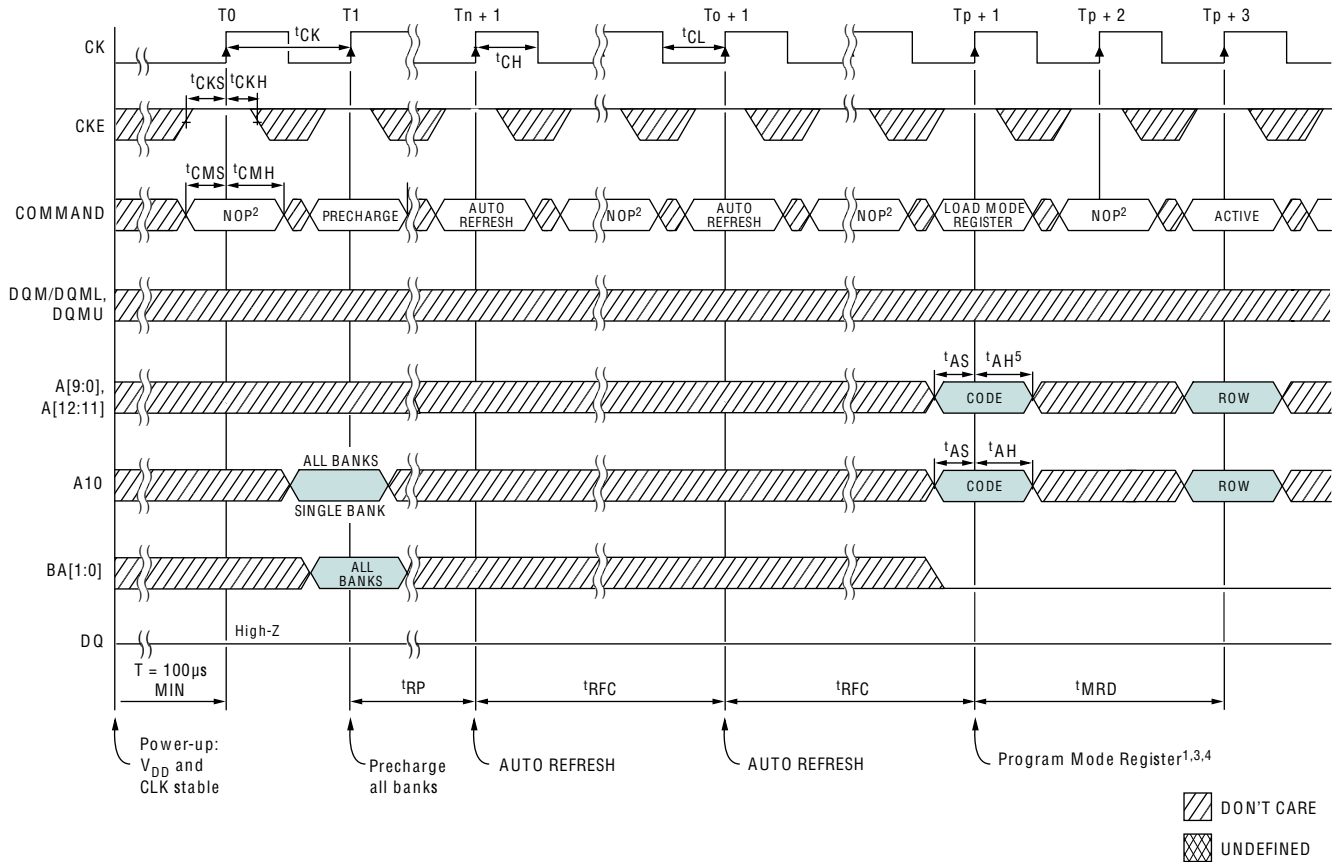 T0 T1 Tn + 1 To + 1 Tp + 1 Tp + 2 Tp + 3
CK
tCK
tCH
tCL
tCKS tCKH
CKE
tCMS tCMH
COMMAND
NOP2
PRECHARGE
AUTO
REFRESH
NOP2
AUTO
REFRESH
NOP2
LOAD MODE
REGISTER
NOP2
ACTIVE
DQM/DQML,
DQMU
tAS tAH5
A[9:0],
A[12:11]
CODE
ROW
tAS tAH
ALL BANKS
A10
CODE
ROW
SINGLE BANK
BA[1:0]
ALL
BANKS
High-Z
DQ
T = 100µs
MIN
tRP
tRFC
tRFC
tMRD
Power-up:
VDD and
CLK stable
Precharge
all banks
AUTO REFRESH
AUTO REFRESH
Program Mode Register1,3,4
DON'T CARE
UNDEFINED